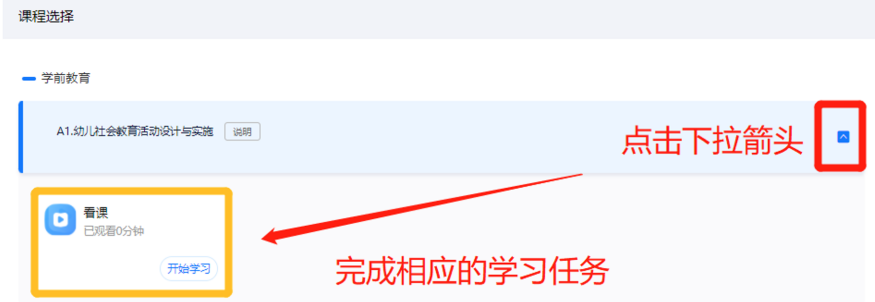 课程选择
学前教育
A1.幼儿社会教育活动设计与实施 说明
点击下拉箭头
看课
已观看0分钟
开始学习
完成相应的学习任务